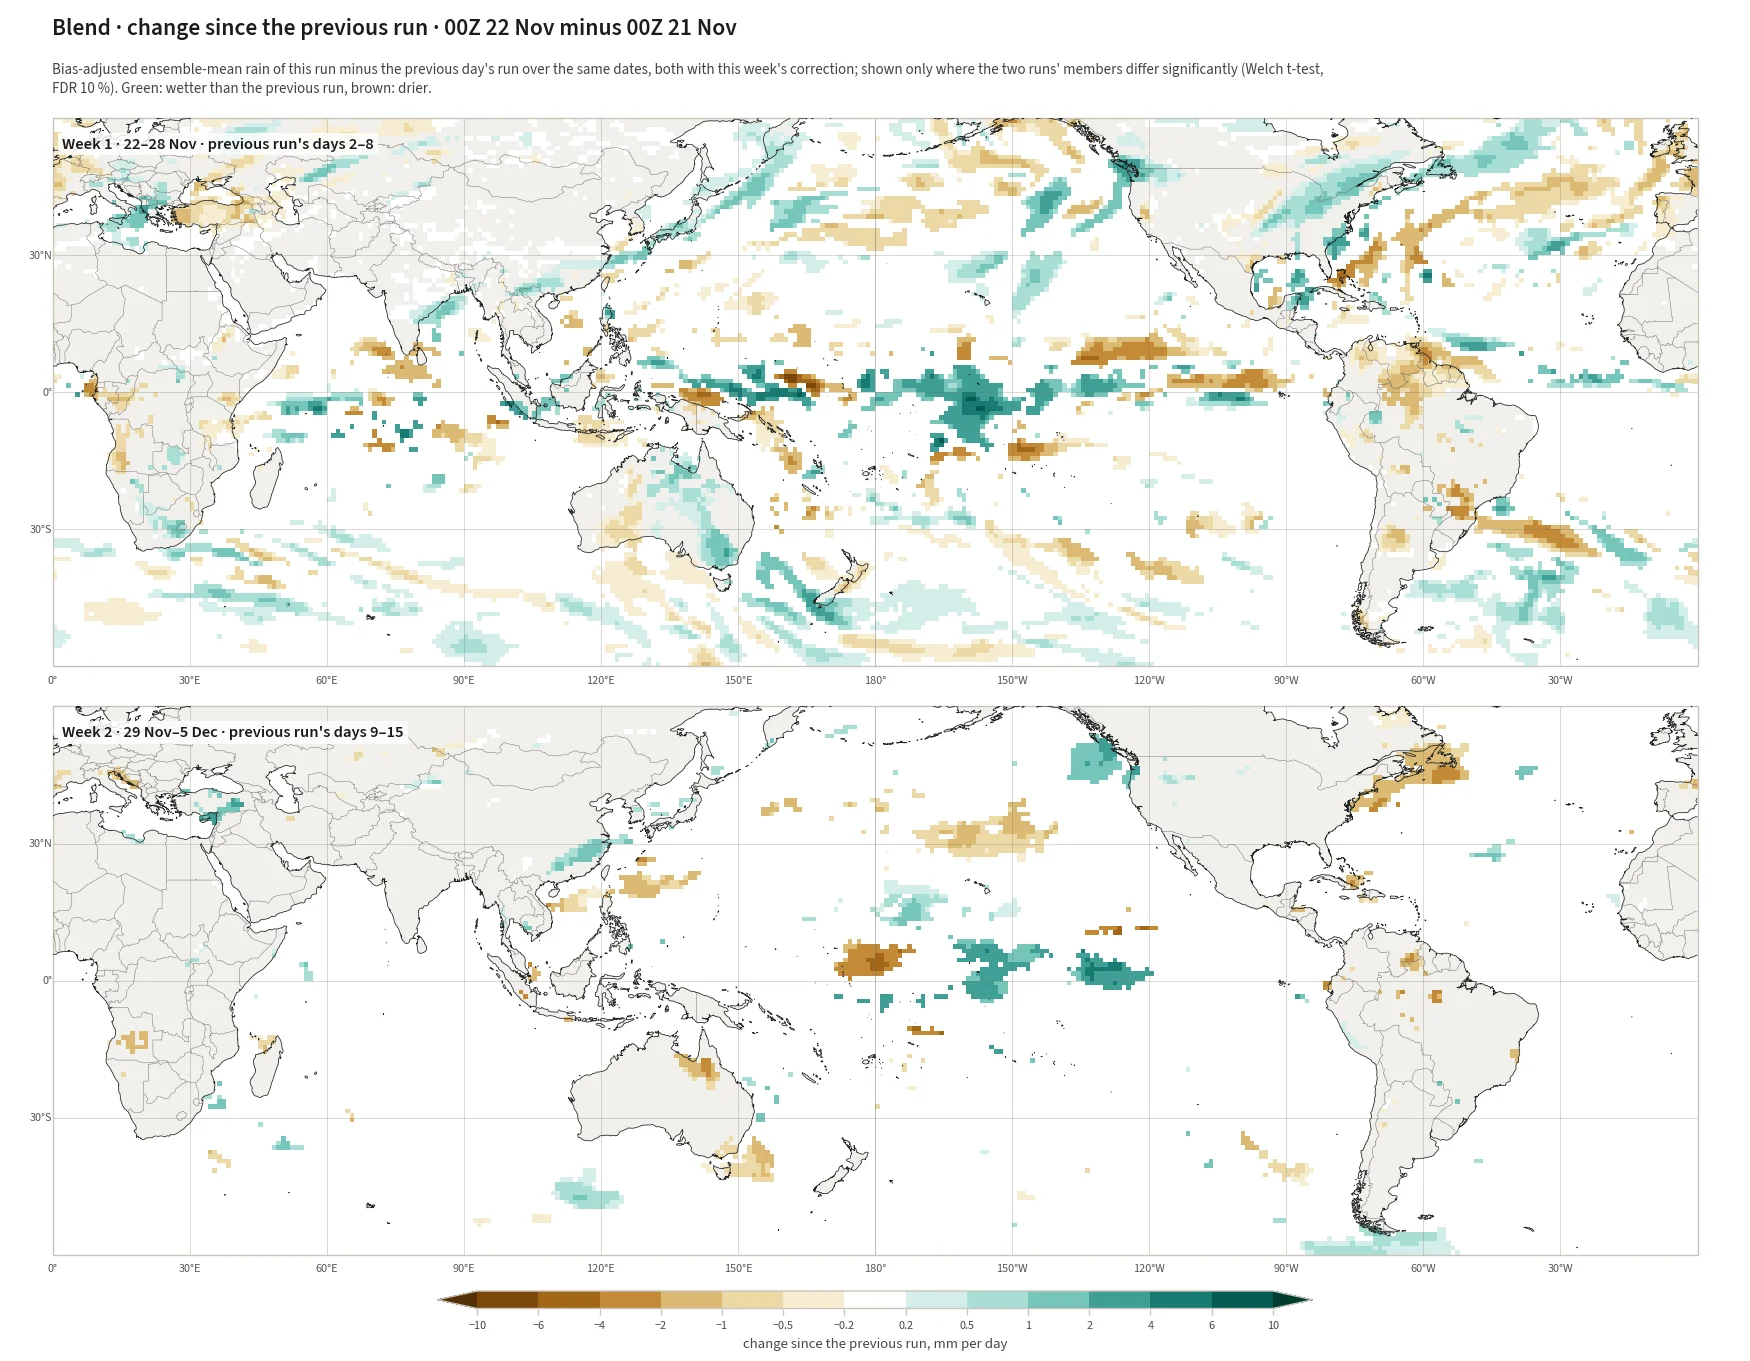 Blend · change since the previous run · 00Z 22 Nov minus 00Z 21 Nov
Bias-adjusted ensemble-mean rain of this run minus the previous day's run over the same dates, both with this week's correction; shown only where the two runs' members differ significantly (Welch t-test,
FDR 10 %). Green: wetter than the previous run, brown: drier.
Week 1 · 22–28 Nov · previous run's days 2–8
30°N
0°
30°S
0° 30°E 60°E 90°E 120°E 150°E 180° 150°W 120°W 90°W 60°W 30°W
Week 2 · 29 Nov–5 Dec · previous run's days 9–15
30°N
0°
30°S
0° 30°E 60°E 90°E 120°E 150°E 180° 150°W 120°W 90°W 60°W 30°W
−10 −6 −4 −2 −1 −0.5 −0.2 0.2 0.5 1 2 4 6 10
change since the previous run, mm per day